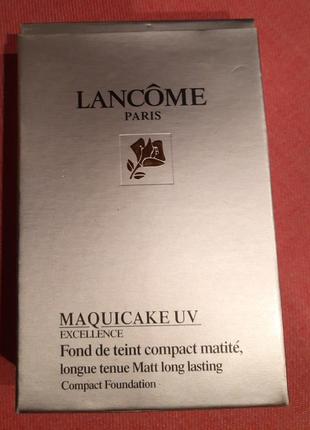 LANCÔME
PARIS
MAQUICAKE UV
EXCELLENCE
Fond de teint compact matité,
longue tenue Matt long lasting
Compact Foundation